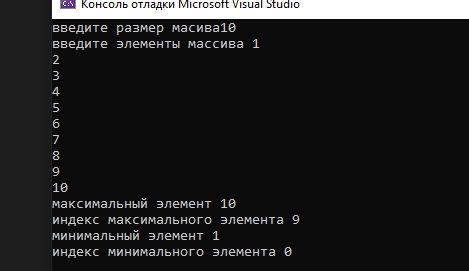 Консоль отладки Microsoft Visual Studio
введите размер масива10
введите элементы массива 1
2
3
4
5
6
7
8
9
10
максимальный элемент 10
индекс максимального элемента 9
минимальный элемент 1
индекс минимального элемента 0